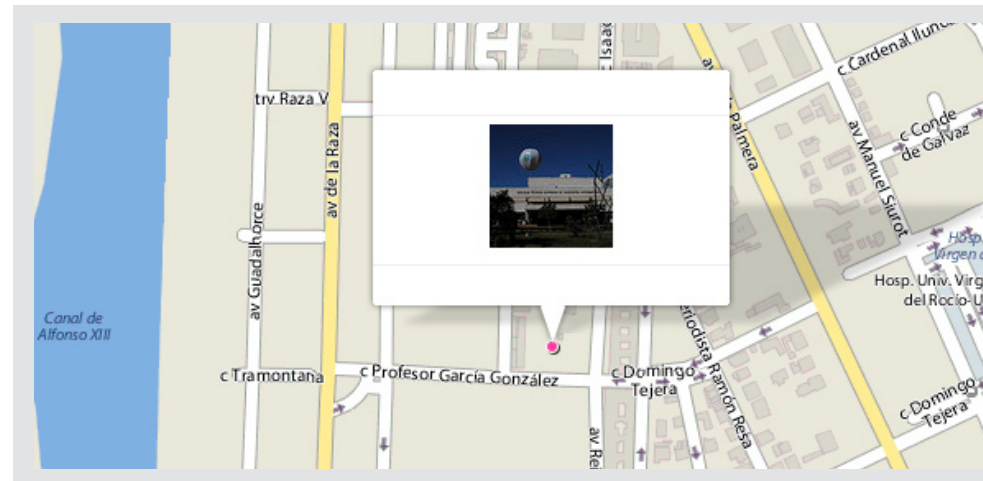 c Cardenal Ilund
Isaac
trv Raza V
av de la Raza
Palmera
av Manuel Siurot
c Conde
de Galvaz
av Guadalhorce
Hosp.
Virgen
Hosp. Univ. Virg
del Rocío-U
Canal de
Alfonso XIII
c Tramontana
c Profesor García González
c Domingo
Tejera
eriodista Ramón Resa
c Domingo
Tejera
av Re